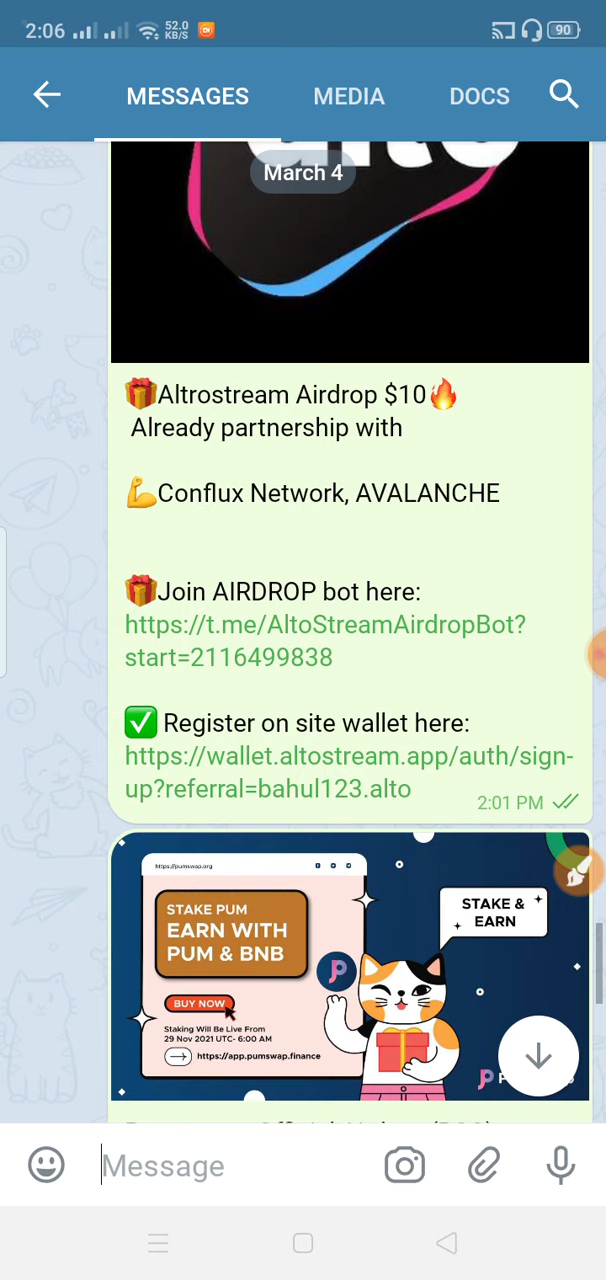 2:06
52.0
KB/S
90
MESSAGES
MEDIA
DOCS
March 4
🎁Altrostream Airdrop $10🔥
Already partnership with
💪Conflux Network, AVALANCHE
🎁Join AIRDROP bot here:
https://t.me/AltoStreamAirdropBot?
start=2116499838
✅ Register on site wallet here:
https://wallet.altostream.app/auth/sign-
up?referral=bahul123.alto
2:01 PM
https://pumswap.org
STAKE PUM
EARN WITH
PUM & BNB
BUY NOW
Staking Will Be Live From
29 Nov 2021 UTC- 6:00 AM
https://app.pumswap.finance
STAKE &
EARN
Message